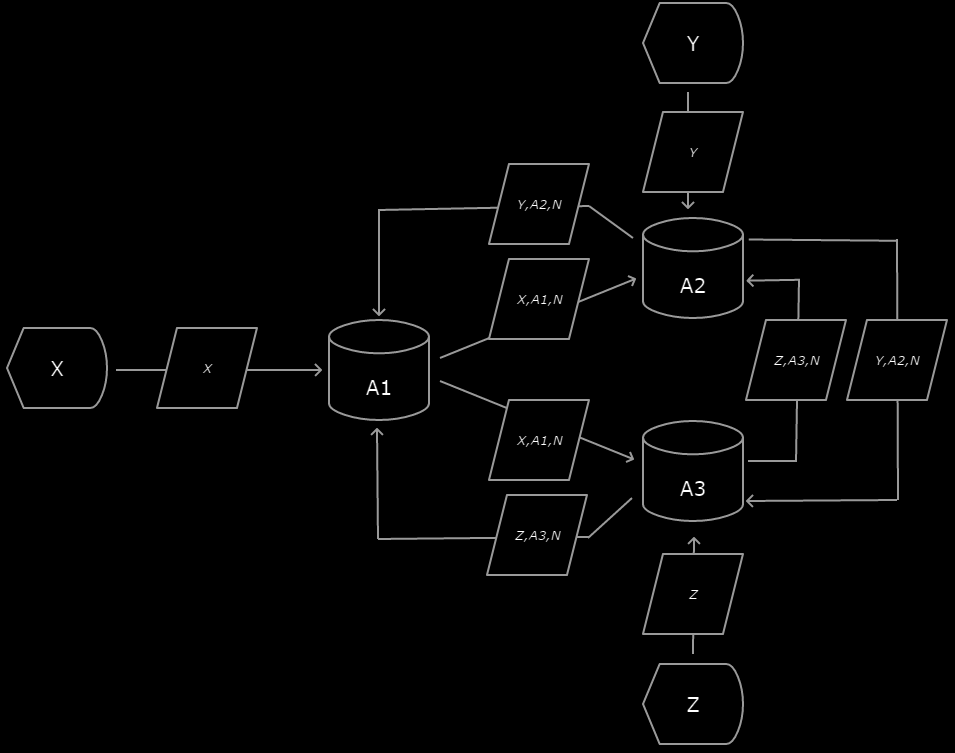 Y
Y
Y,A2,N
X,A1,N
A2
Z,A3,N
Y,A2,N
X
X
A1
X,A1,N
A3
Z,A3,N
Z
Z